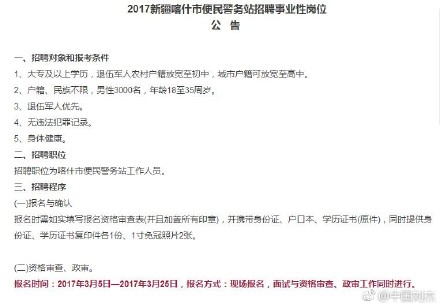 2017新疆喀什市便民警务站招聘事业性岗位
公 告
一、招聘对象和报考条件
1、大专及以上学历，退伍军人农村户籍放宽至初中，城市户籍可放宽至高中。
2、户籍、民族不限，男性3000名，年龄18至35周岁。
3、退伍军人优先。
4、无违法犯罪记录。
5、身体健康。
二、招聘职位
招聘职位为喀什市便民警务站工作人员。
三、招聘程序
(一)报名与确认
报名时需如实填写报名资格审查表(并且加盖所有印章)，并携带身份证、户口本、学历证书(原件)，同时提供身
份证、学历证书复印件各1份、1寸免冠照片2张。
(二)资格审查、政审。
报名时间：2017年3月5日—2017年3月25日，报名方式：现场报名，面试与资格审查、政审工作同时进行。